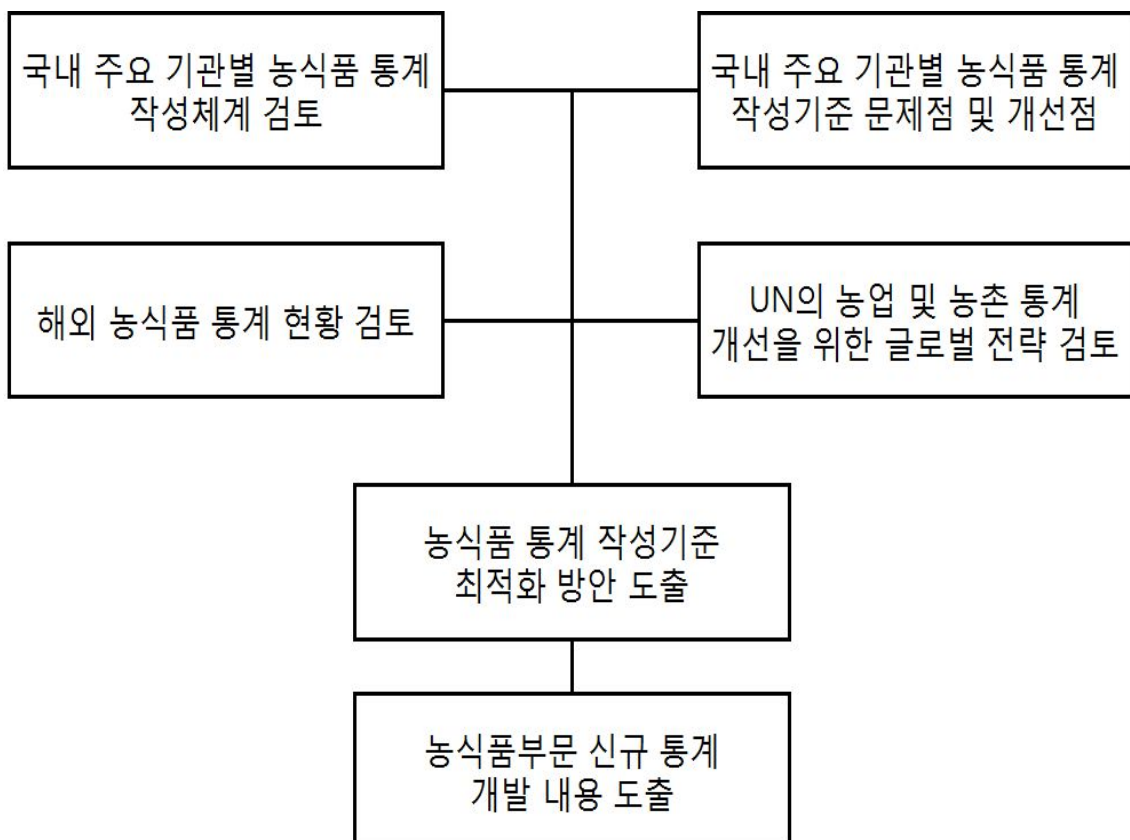 국내 주요 기관별 농식품 통계
작성체계 검토
국내 주요 기관별 농식품 통계
작성기준 문제점 및 개선점
해외 농식품 통계 현황 검토
UN의 농업 및 농촌 통계
개선을 위한 글로벌 전략 검토
농식품 통계 작성기준
최적화 방안 도출
농식품부문 신규 통계
개발 내용 도출